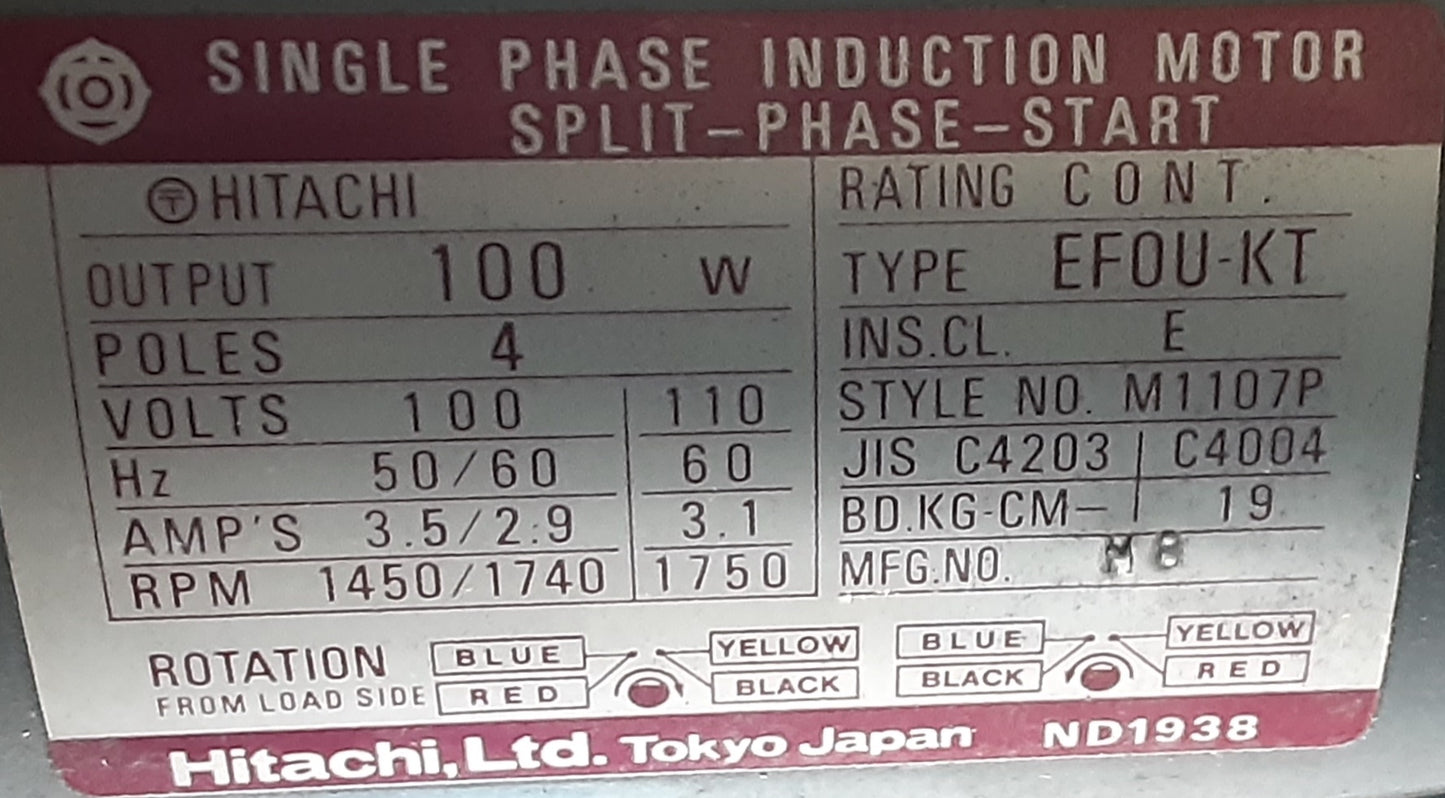 SINGLE PHASE INDUCTION MOTOR
SPLIT-PHASE-START
〶HITACHI
OUTPUT 100 W
POLES 4
VOLTS 100 110
Hz 50/60 60
AMP'S 3.5/2.9 3.1
RPM 1450/1740 1750
RATING CONT.
TYPE EFOU-KT
INS.CL. E
STYLE NO. M1107P
JIS C4203 C4004
BD.KG-CM- 19
MFG.NO. M8
ROTATION
FROM LOAD SIDE
BLUE YELLOW
RED BLACK
BLUE YELLOW
BLACK RED
Hitachi, Ltd. Tokyo Japan ND1938